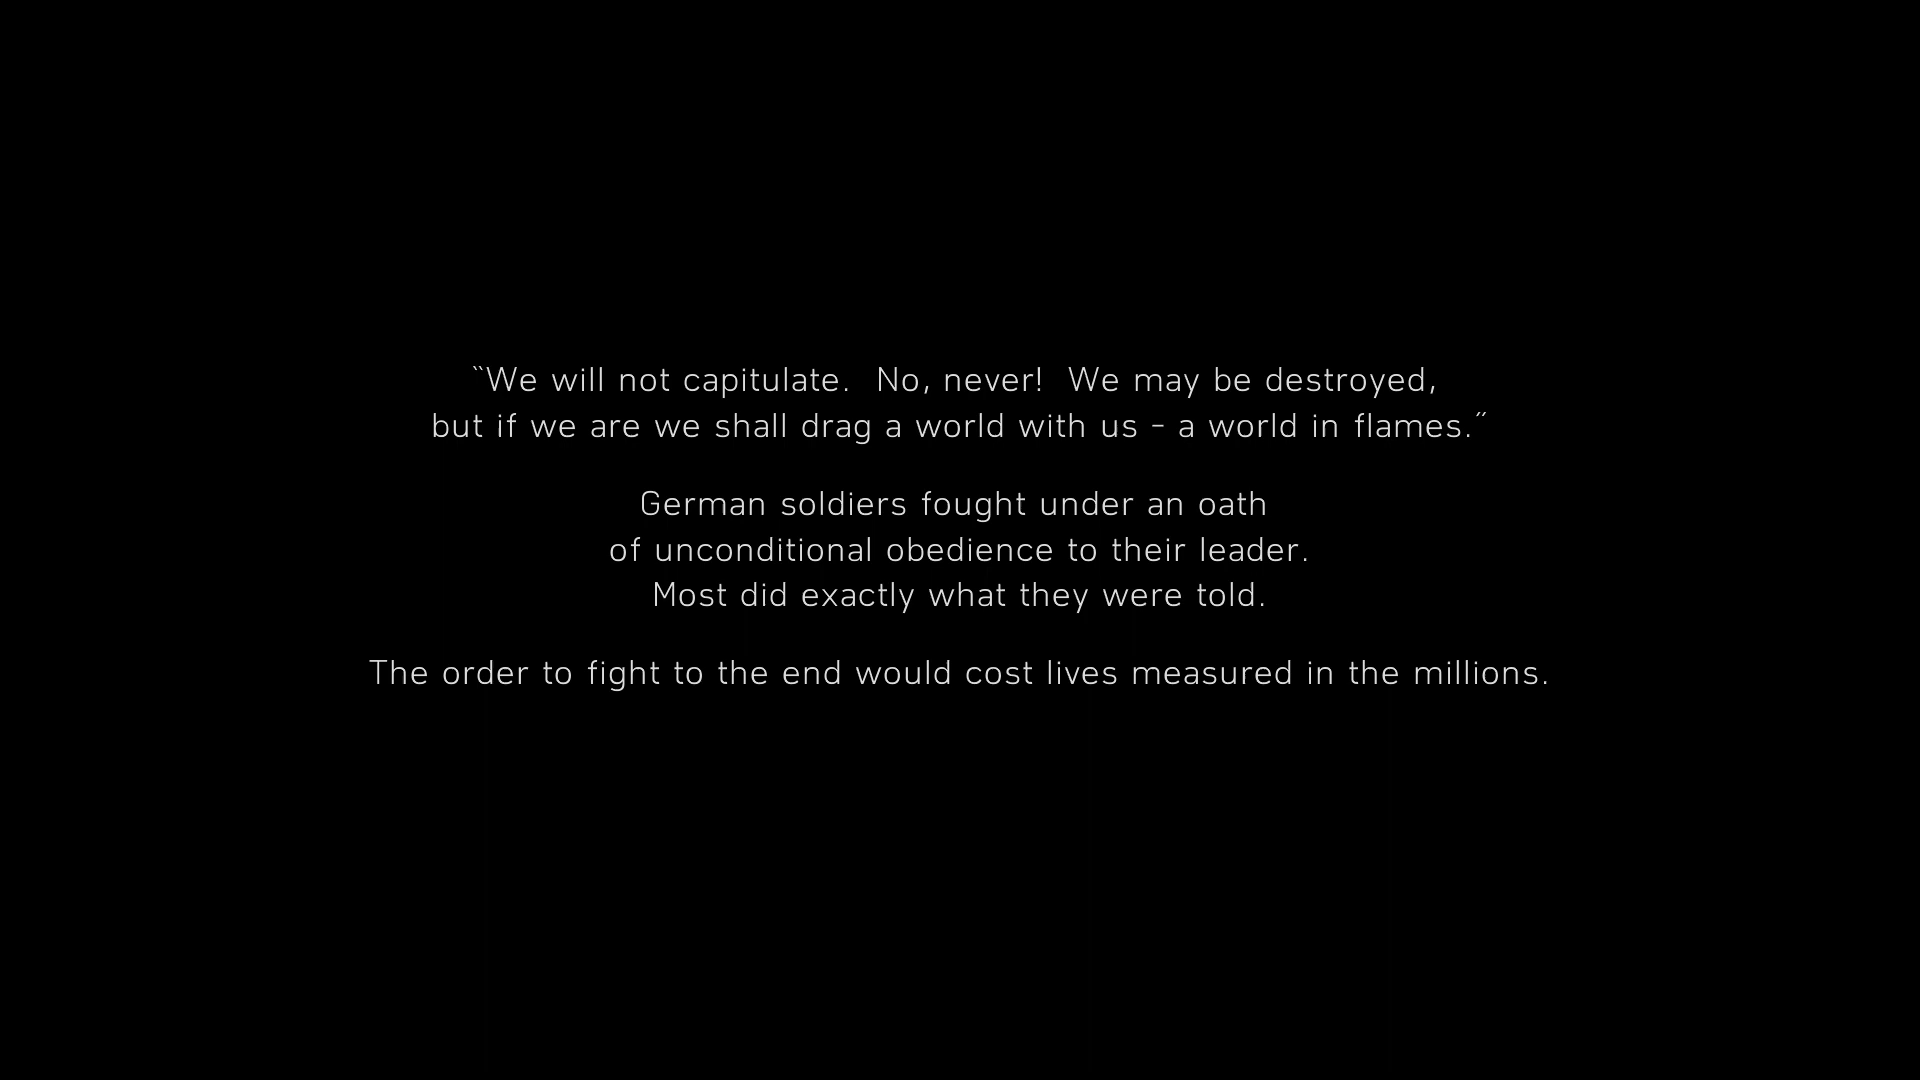 “We will not capitulate.  No, never!  We may be destroyed,
but if we are we shall drag a world with us - a world in flames.”
German soldiers fought under an oath
of unconditional obedience to their leader.
Most did exactly what they were told.
The order to fight to the end would cost lives measured in the millions.